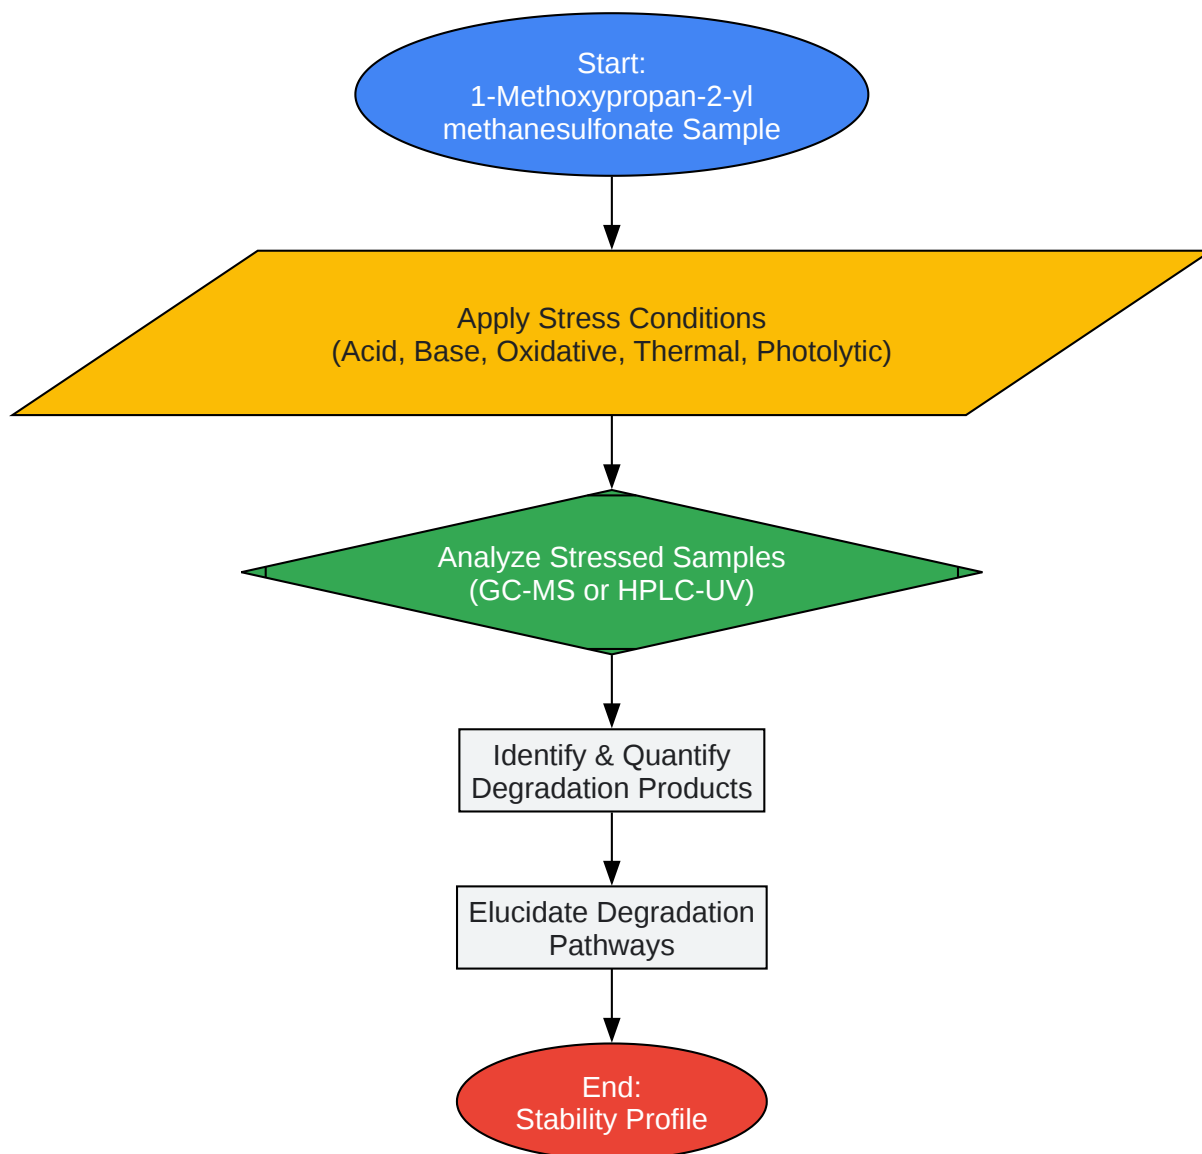 Start:
1-Methoxypropan-2-yl
methanesulfonate Sample
Apply Stress Conditions
(Acid, Base, Oxidative, Thermal, Photolytic)
Analyze Stressed Samples
(GC-MS or HPLC-UV)
Identify & Quantify
Degradation Products
Elucidate Degradation
Pathways
End:
Stability Profile